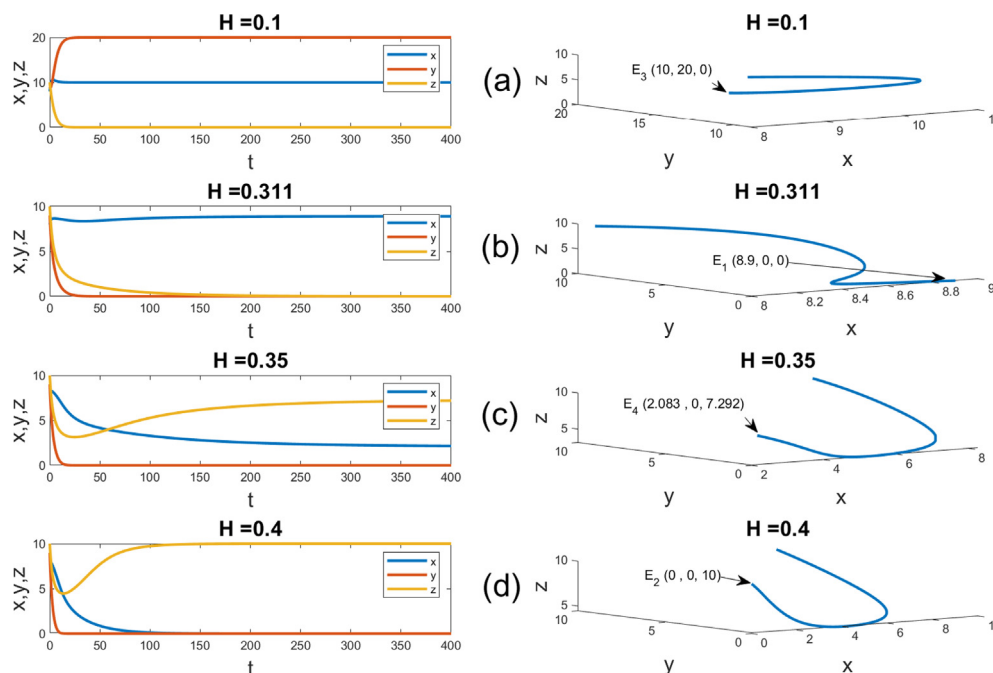 H =0.1
x,y,z
20
10
0
x
y
z
0 50 100 150 200 250 300 350 400
t
(a)
H =0.1
z
10
5
0
E3 (10, 20, 0)
20 15 10
y
8 9 10 1
x
H =0.311
x,y,z
10
5
0
x
y
z
0 50 100 150 200 250 300 350 400
t
(b)
H =0.311
z
10
5
0
E1 (8.9, 0, 0)
10 5 0
y
8 8.2 8.4 8.6 8.8 9
x
H =0.35
x,y,z
10
5
0
x
y
z
0 50 100 150 200 250 300 350 400
t
(c)
H =0.35
z
10
5
E4 (2.083 , 0, 7.292)
10 5 0
y
2 4 6 8
x
H =0.4
x,y,z
10
5
0
x
y
z
0 50 100 150 200 250 300 350 400
t
(d)
H =0.4
z
10
5
E2 (0 , 0, 10)
10 5 0
y
0 2 4 6 8 1
x